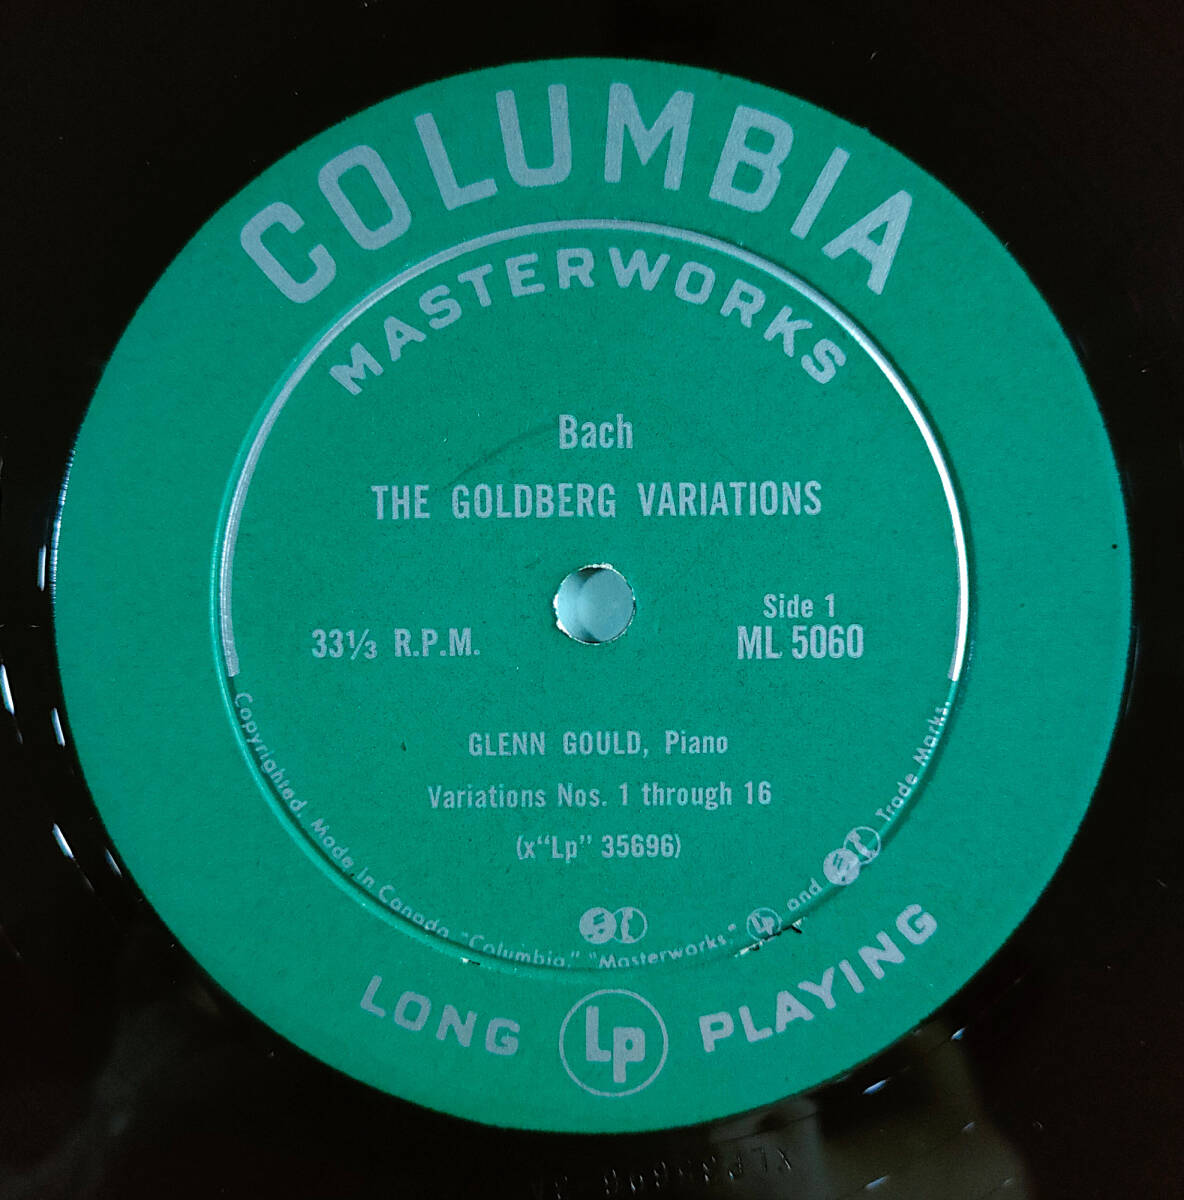 COLUMBIA
MASTERWORKS
Bach
THE GOLDBERG VARIATIONS
Side 1
33⅓ R.P.M.
ML 5060
GLENN GOULD, Piano
Variations Nos. 1 through 16
(x“Lp” 35696)
Copyrighted. Made in Canada "Columbia," "Masterworks," Lp and Trade Marks.
LONG Lp PLAYING